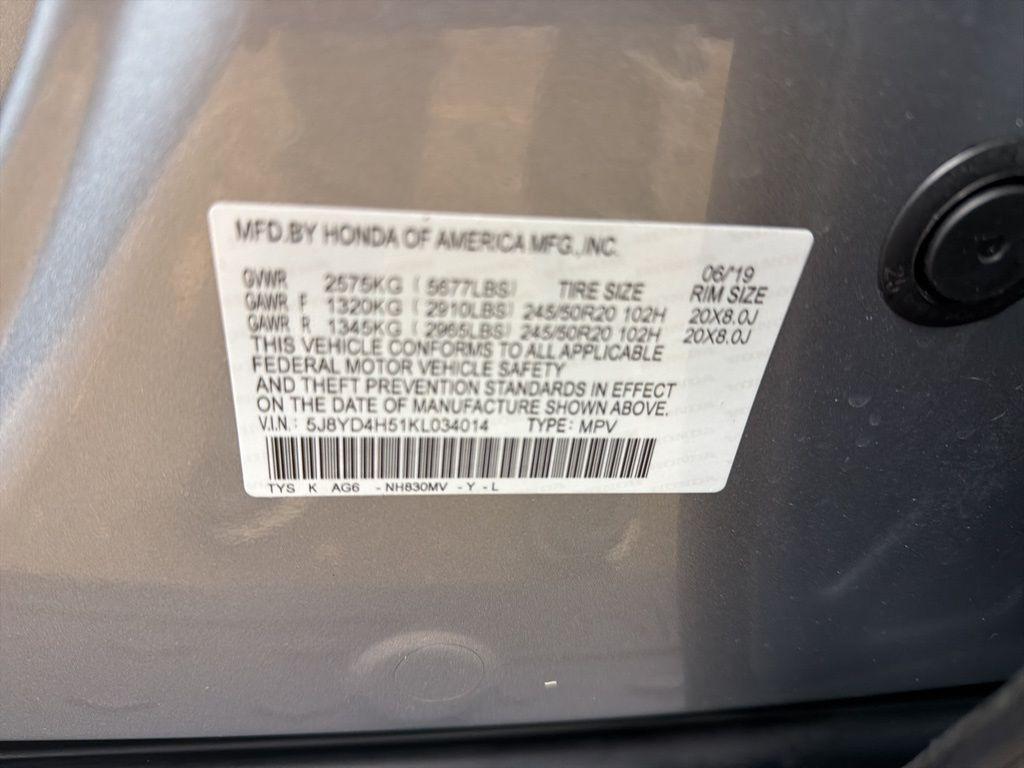 MFD.BY HONDA OF AMERICA MFG.,INC.
06/'19
GVWR 2575KG ( 5677LBS) TIRE SIZE RIM SIZE
GAWR F 1320KG ( 2910LBS) 245/50R20 102H 20X8.0J
GAWR R 1345KG ( 2965LBS) 245/50R20 102H 20X8.0J
THIS VEHICLE CONFORMS TO ALL APPLICABLE
FEDERAL MOTOR VEHICLE SAFETY
AND THEFT PREVENTION STANDARDS IN EFFECT
ON THE DATE OF MANUFACTURE SHOWN ABOVE.
V.I.N.: 5J8YD4H51KL034014 TYPE: MPV
TYS K AG6 -NH830MV -Y -L